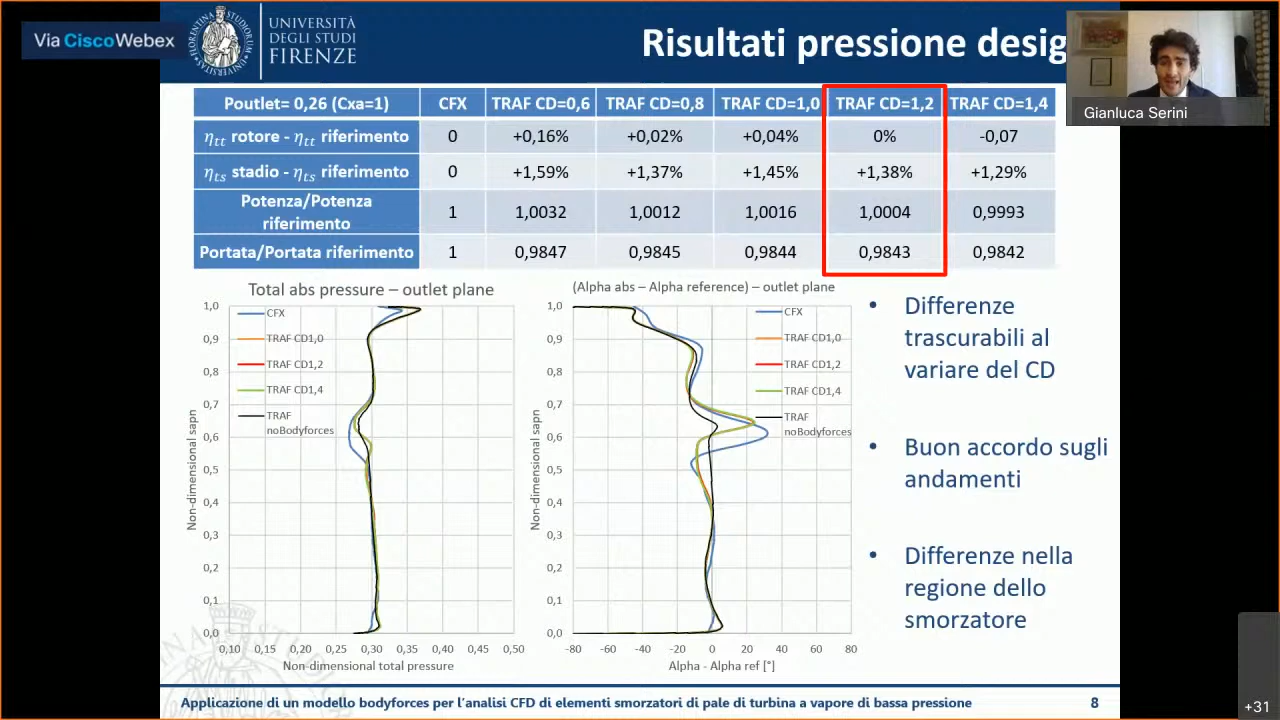 Via CiscoWebex
UNIVERSITÀ
DEGLI STUDI
FIRENZE
Risultati pressione desig
Gianluca Serini
Poutlet= 0,26 (Cxa=1) CFX TRAF CD=0,6 TRAF CD=0,8 TRAF CD=1,0 TRAF CD=1,2 TRAF CD=1,4
ηtt rotore - ηtt riferimento 0 +0,16% +0,02% +0,04% 0% -0,07
ηts stadio - ηts riferimento 0 +1,59% +1,37% +1,45% +1,38% +1,29%
Potenza/Potenza
riferimento 1 1,0032 1,0012 1,0016 1,0004 0,9993
Portata/Portata riferimento 1 0,9847 0,9845 0,9844 0,9843 0,9842
Total abs pressure – outlet plane
1,0
0,9
0,8
0,7
0,6
0,5
0,4
0,3
0,2
0,1
0,0
Non-dimensional sapn
CFX
TRAF CD1,0
TRAF CD1,2
TRAF CD1,4
TRAF
noBodyforces
0,10 0,15 0,20 0,25 0,30 0,35 0,40 0,45 0,50
Non-dimensional total pressure
(Alpha abs – Alpha reference) – outlet plane
1,0
0,9
0,8
0,7
0,6
0,5
0,4
0,3
0,2
0,1
0,0
Non-dimensional sapn
CFX
TRAF CD1,0
TRAF CD1,2
TRAF CD1,4
TRAF
noBodyforces
-80 -60 -40 -20 0 20 40 60 80
Alpha - Alpha ref [°]
• Differenze
trascurabili al
variare del CD
• Buon accordo sugli
andamenti
• Differenze nella
regione dello
smorzatore
Applicazione di un modello bodyforces per l'analisi CFD di elementi smorzatori di pale di turbina a vapore di bassa pressione
8
+31